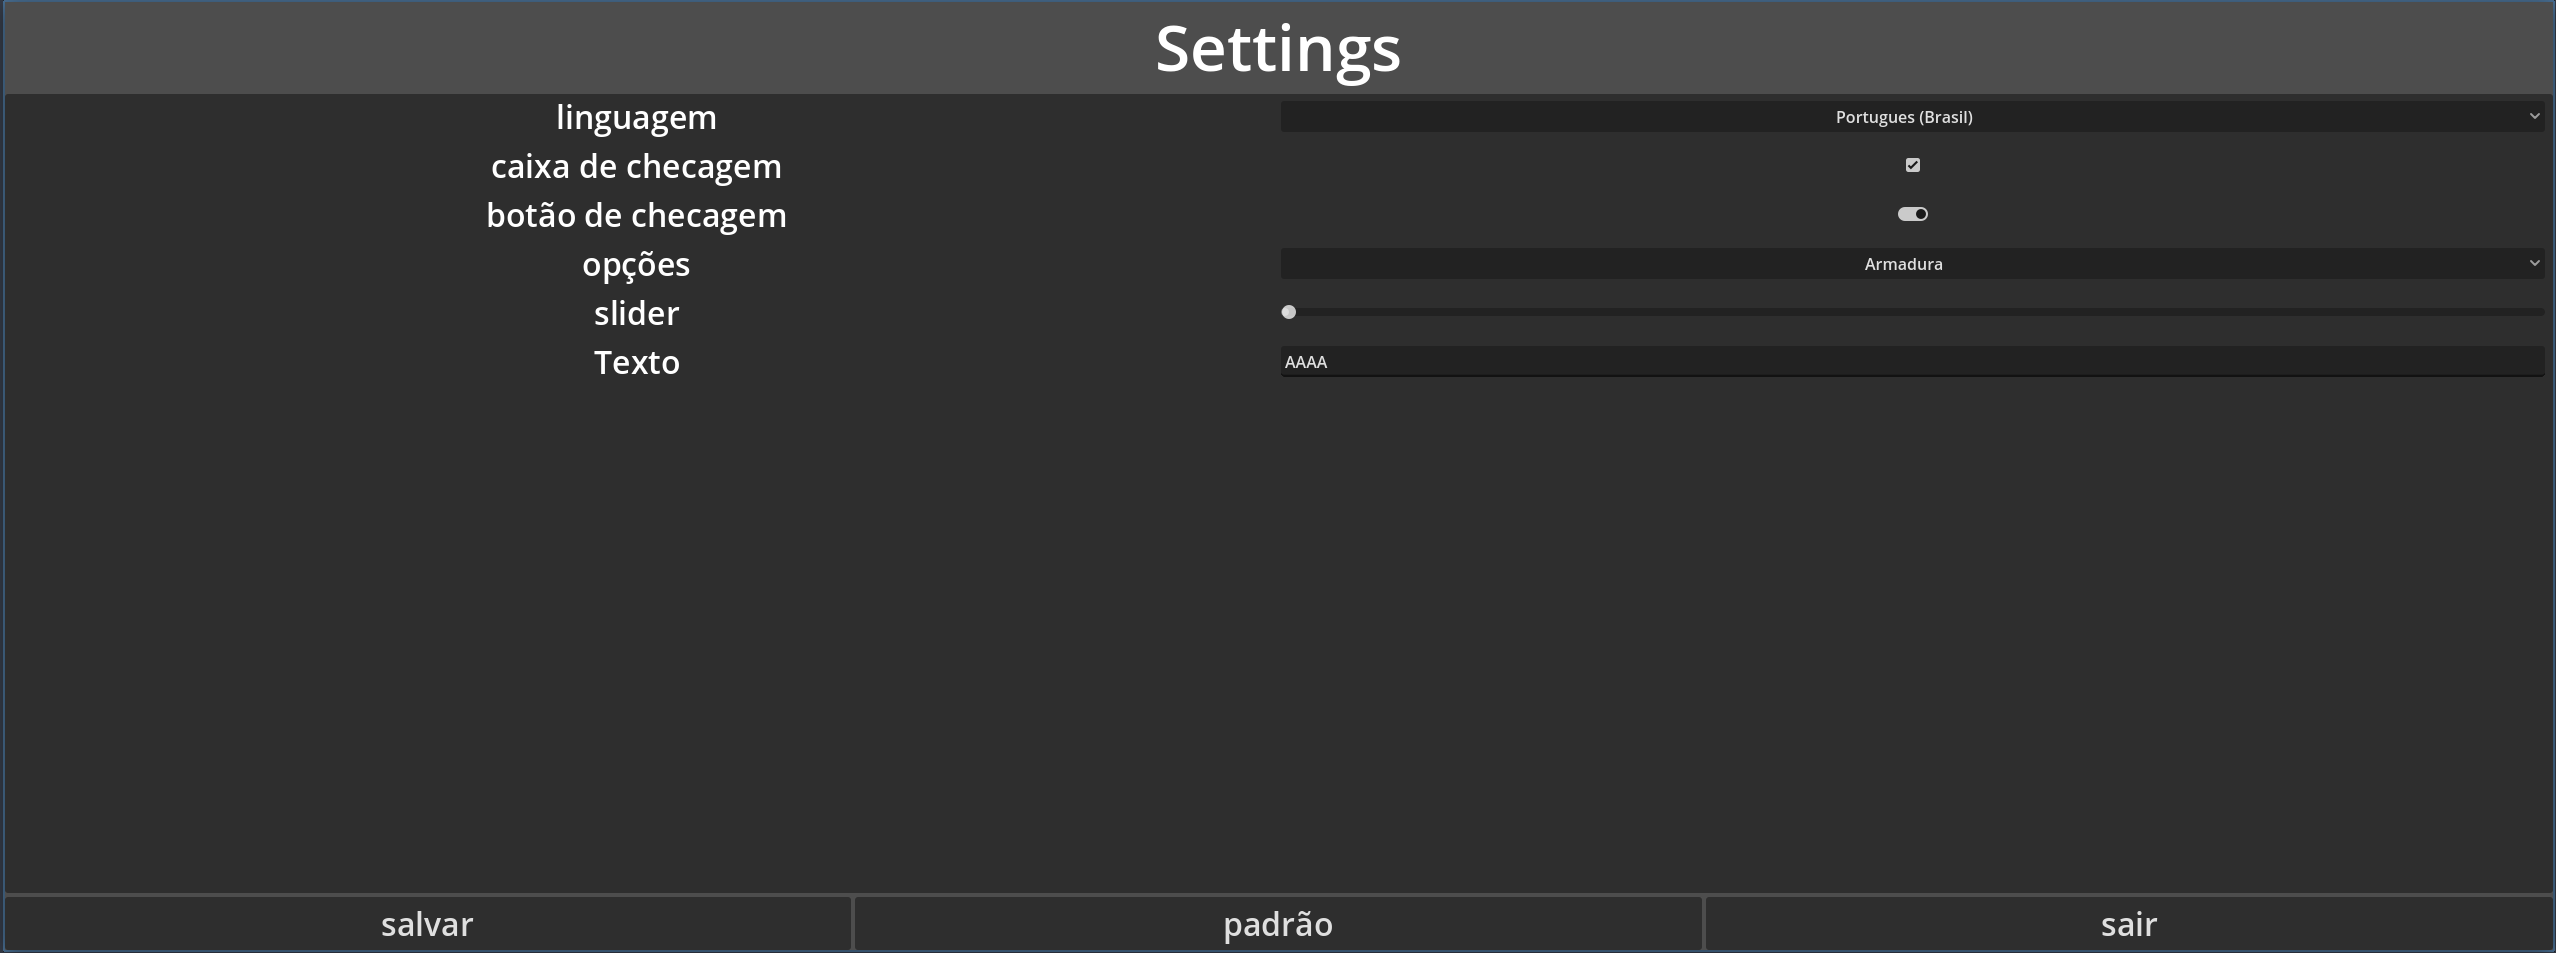 Settings
linguagem
Portugues (Brasil)
caixa de checagem
botão de checagem
opções
Armadura
slider
Texto
AAAA
salvar
padrão
sair